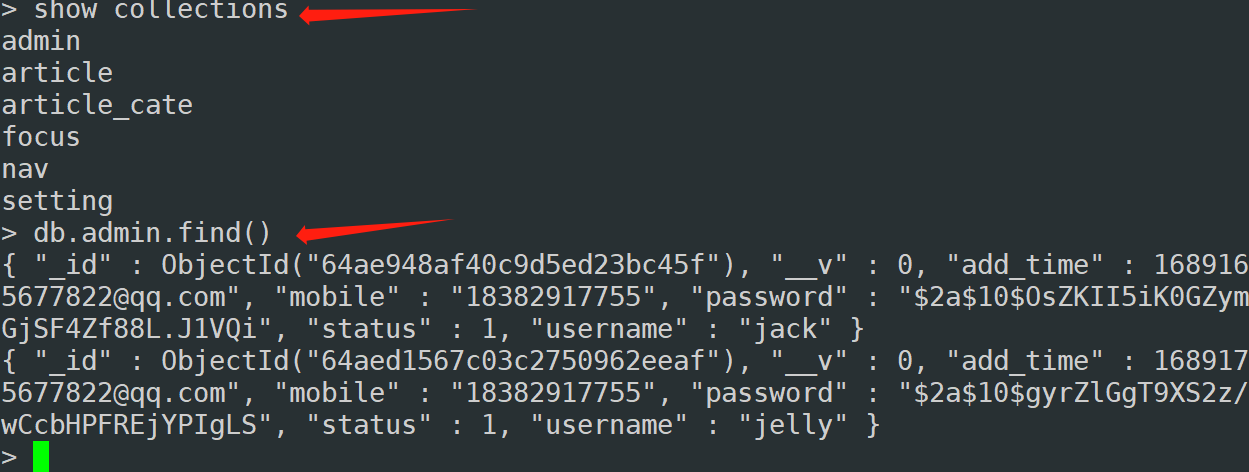 > show collections
admin
article
article_cate
focus
nav
setting
> db.admin.find()
{ "_id" : ObjectId("64ae948af40c9d5ed23bc45f"), "__v" : 0, "add_time" : 168916
5677822@qq.com", "mobile" : "18382917755", "password" : "$2a$10$OsZKII5iK0GZym
GjSF4Zf88L.J1VQi", "status" : 1, "username" : "jack" }
{ "_id" : ObjectId("64aed1567c03c2750962eeaf"), "__v" : 0, "add_time" : 168917
5677822@qq.com", "mobile" : "18382917755", "password" : "$2a$10$gyrZlGgT9XS2z/
wCcbHPFREjYPIgLS", "status" : 1, "username" : "jelly" }
>